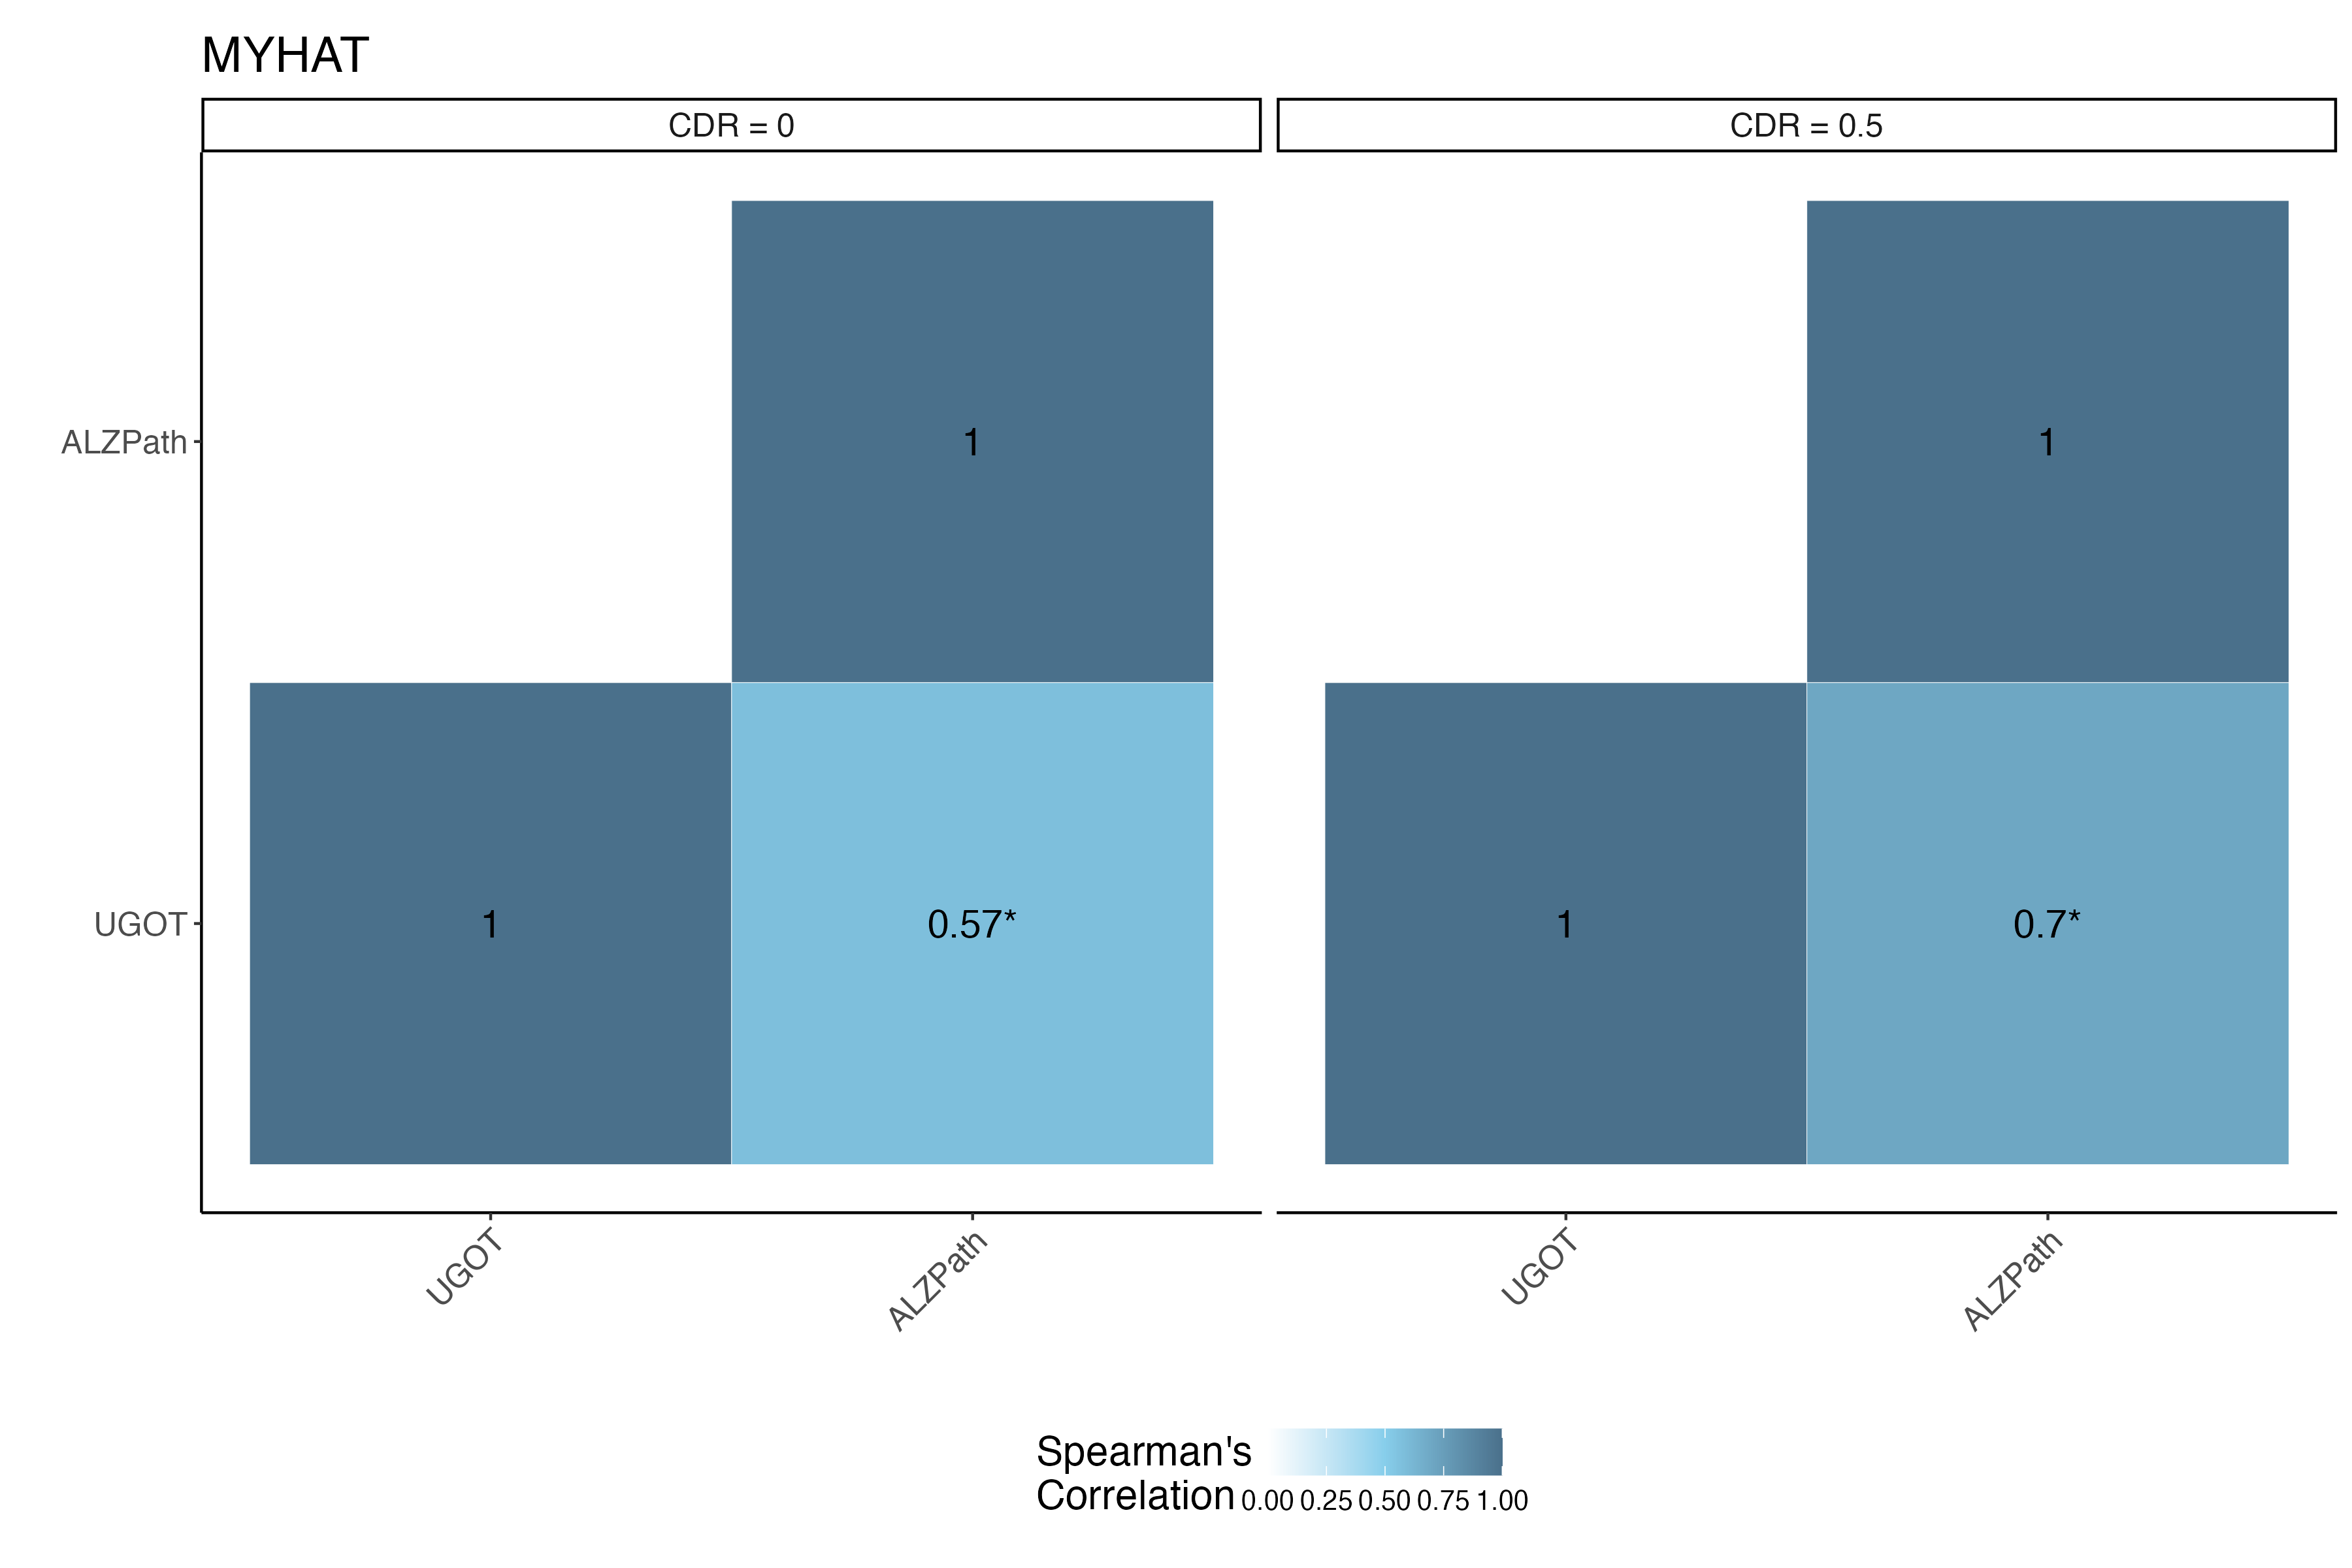 MYHAT
CDR = 0
CDR = 0.5
ALZPath
1
1
UGOT
1
0.57*
1
0.7*
UGOT
ALZPath
UGOT
ALZPath
Spearman's
Correlation
0.00 0.25 0.50 0.75 1.00